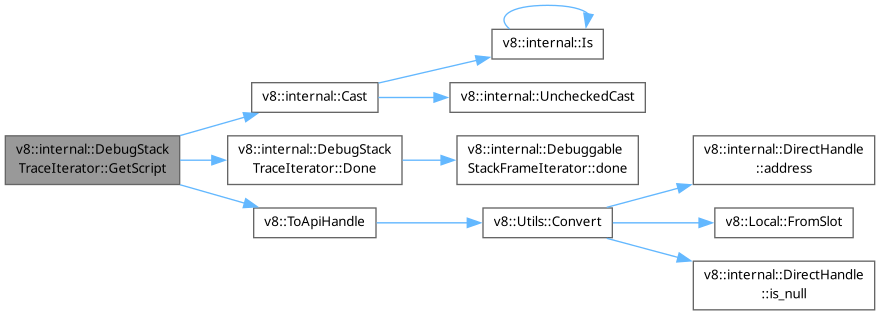 v8::internal::Is
v8::internal::Cast
v8::internal::UncheckedCast
v8::internal::DebugStack
TraceIterator::GetScript
v8::internal::DebugStack
TraceIterator::Done
v8::internal::Debuggable
StackFrameIterator::done
v8::internal::DirectHandle
::address
v8::ToApiHandle
v8::Utils::Convert
v8::Local::FromSlot
v8::internal::DirectHandle
::is_null